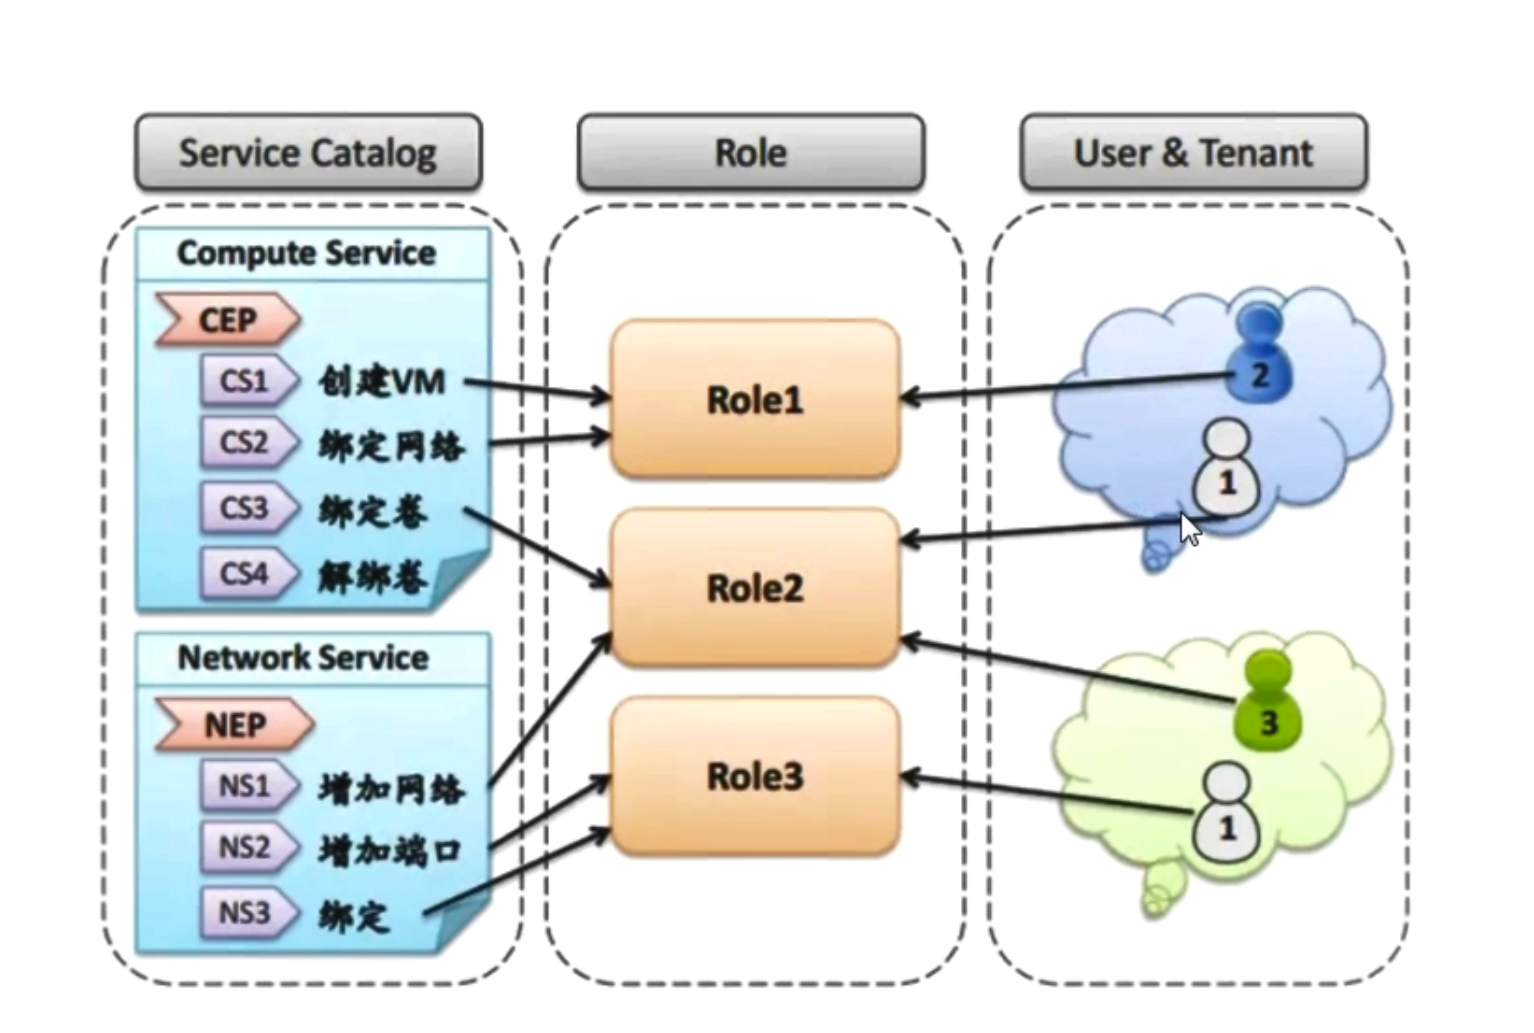 Service Catalog
Role
User & Tenant
Compute Service
CEP
CS1 创建VM
CS2 绑定网络
CS3 绑定卷
CS4 解绑卷
Network Service
NEP
NS1 增加网络
NS2 增加端口
NS3 绑定
Role1
Role2
Role3
2
1
3
1